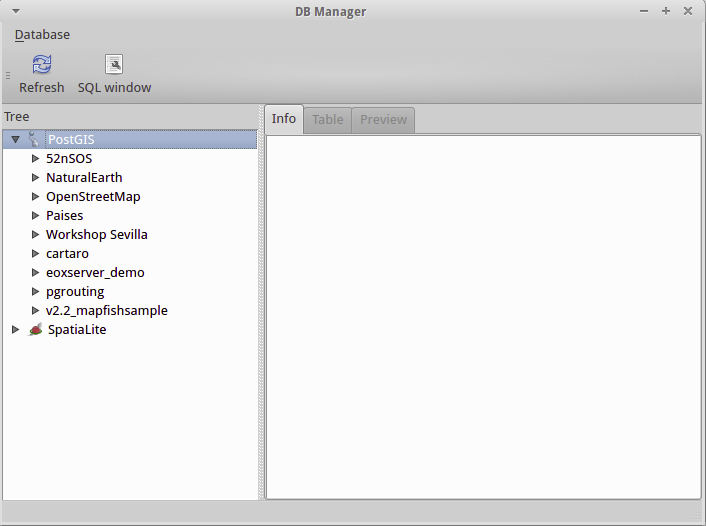 DB Manager
Database
Refresh SQL window
Tree
Info Table Preview
PostGIS
52nSOS
NaturalEarth
OpenStreetMap
Paises
Workshop Sevilla
cartaro
eoxserver_demo
pgrouting
v2.2_mapfishsample
SpatiaLite